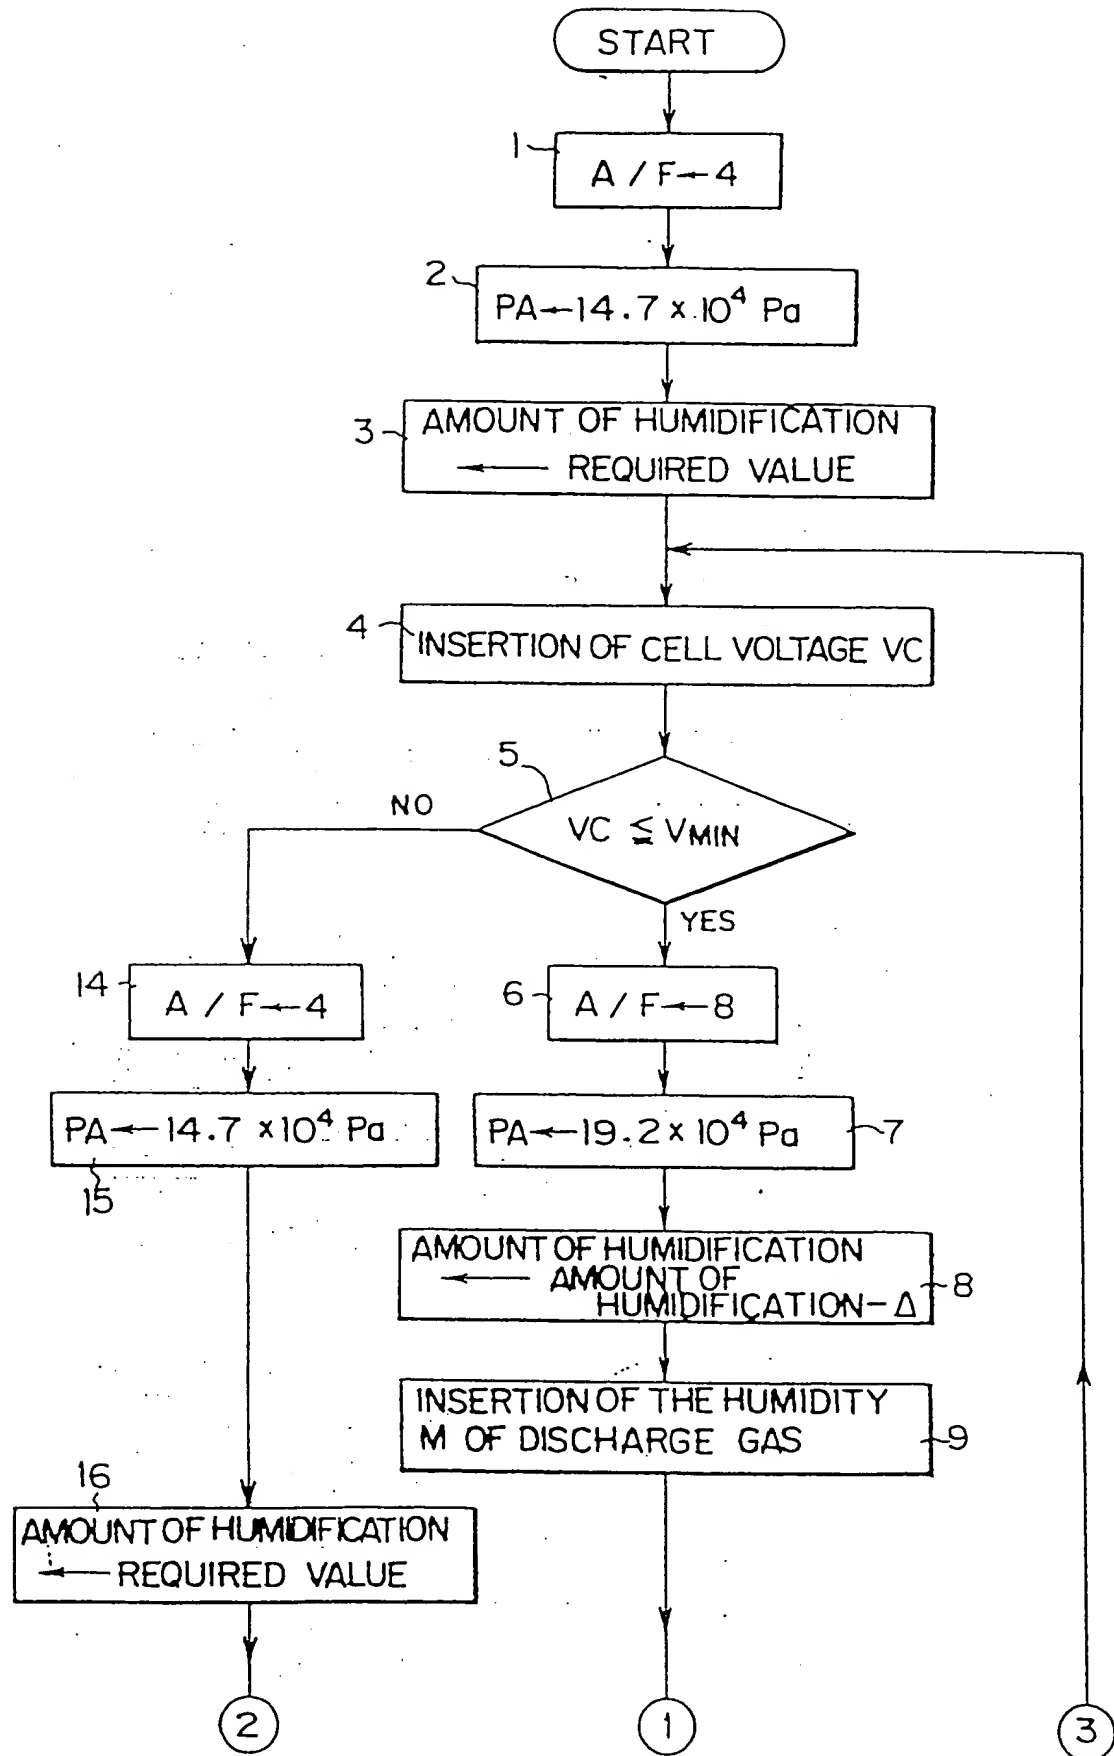 START
1
A / F←4
2
PA←14.7 × 10⁴ Pa
3
AMOUNT OF HUMIDIFICATION
← REQUIRED VALUE
4
INSERTION OF CELL VOLTAGE VC
5
NO
VC ≦ VMIN
YES
14
A / F←4
6
A / F←8
PA←14.7 ×10⁴ Pa
15
PA←19.2 × 10⁴ Pa
7
AMOUNT OF HUMIDIFICATION
← AMOUNT OF
HUMIDIFICATION-Δ
8
INSERTION OF THE HUMIDITY
M OF DISCHARGE GAS
9
16
AMOUNT OF HUMIDIFICATION
← REQUIRED VALUE
2
1
3